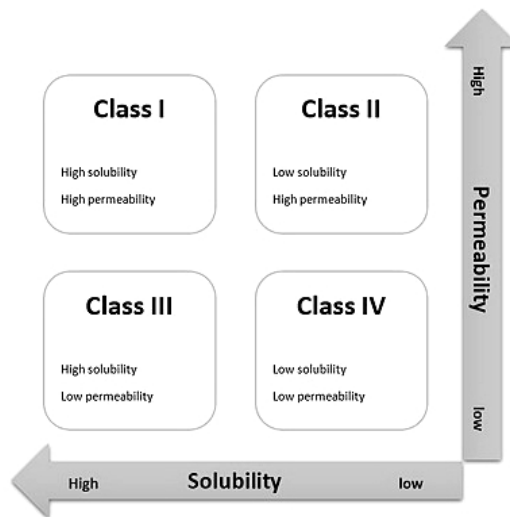 Class I
High solubility
High permeability
Class II
Low solubility
High permeability
Class III
High solubility
Low permeability
Class IV
Low solubility
Low permeability
High
Permeability
low
High Solubility low